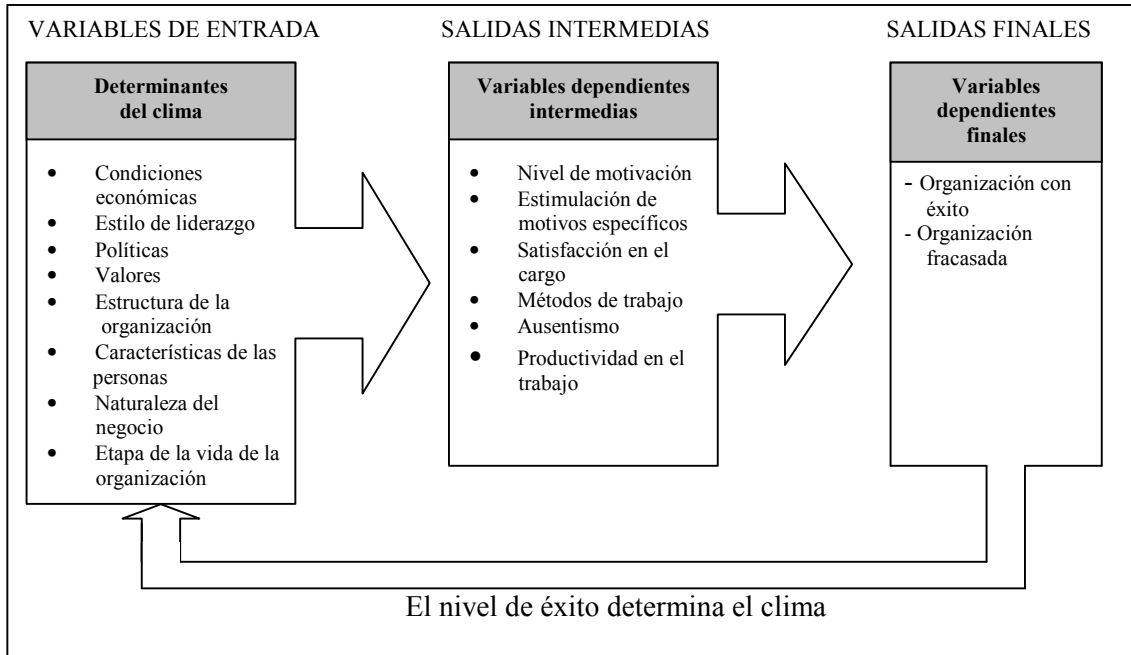 VARIABLES DE ENTRADA
Determinantes
del clima
• Condiciones
económicas
• Estilo de liderazgo
• Políticas
• Valores
• Estructura de la
organización
• Características de las
personas
• Naturaleza del
negocio
• Etapa de la vida de la
organización
SALIDAS INTERMEDIAS
Variables dependientes
intermedias
• Nivel de motivación
• Estimulación de
motivos específicos
• Satisfacción en el
cargo
• Métodos de trabajo
• Ausentismo
• Productividad en el
trabajo
SALIDAS FINALES
Variables
dependientes
finales
- Organización con
éxito
- Organización
fracasada
El nivel de éxito determina el clima